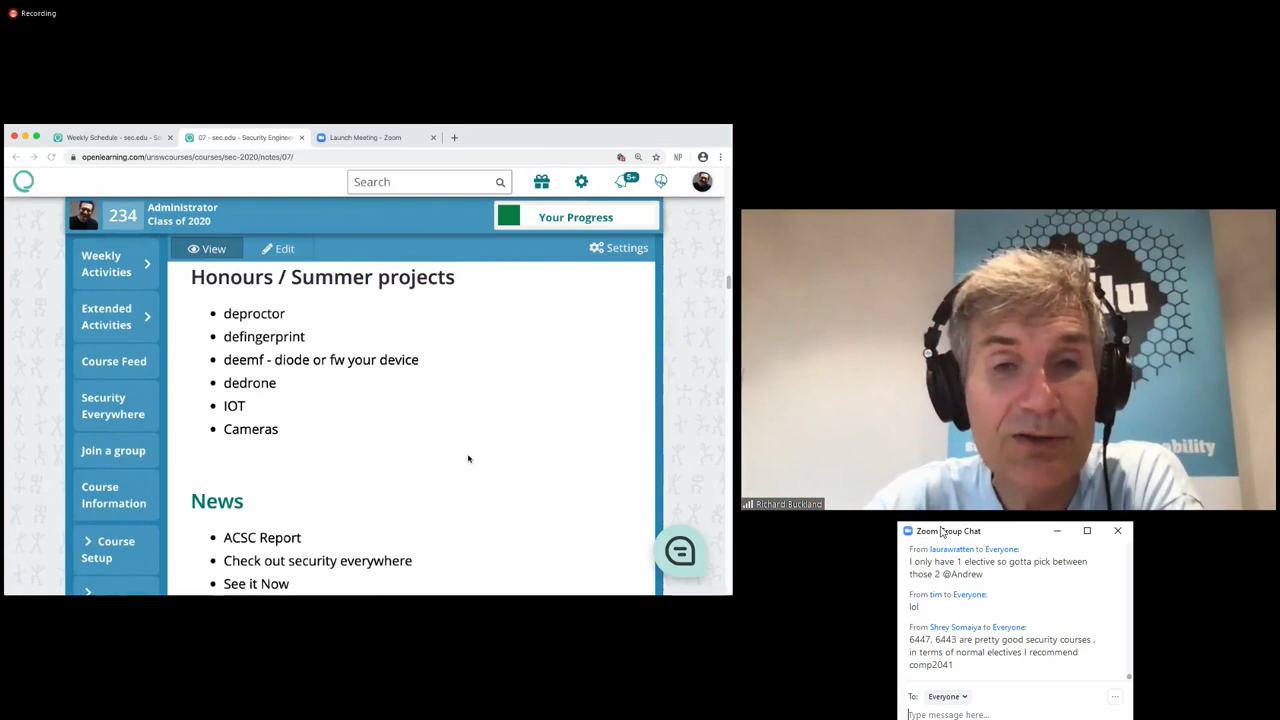 Recording
Weekly Schedule - sec.edu - So
07 - sec.edu - Security Enginee
Launch Meeting - Zoom
openlearning.com/unswcourses/courses/sec-2020/notes/07/
NP
Search
5+
234
Administrator
Class of 2020
Your Progress
View
Edit
Settings
Weekly
Activities
Extended
Activities
Course Feed
Security
Everywhere
Join a group
Course
Information
Course
Setup
Honours / Summer projects
deproctor
defingerprint
deemf - diode or fw your device
dedrone
IOT
Cameras
News
ACSC Report
Check out security everywhere
See it Now
Richard Buckland
Zoom Group Chat
From laurawratten to Everyone:
I only have 1 elective so gotta pick between
those 2 @Andrew
From tim to Everyone:
lol
From Shrey Somaiya to Everyone:
6447, 6443 are pretty good security courses ,
in terms of normal electives I recommend
comp2041
To: Everyone
Type message here...